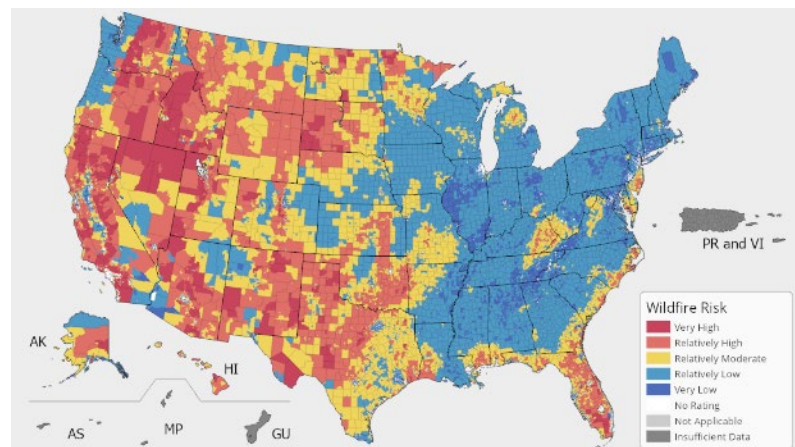 PR and VI
AK
HI
AS
MP
GU
Wildfire Risk
Very High
Relatively High
Relatively Moderate
Relatively Low
Very Low
No Rating
Not Applicable
Insufficient Data